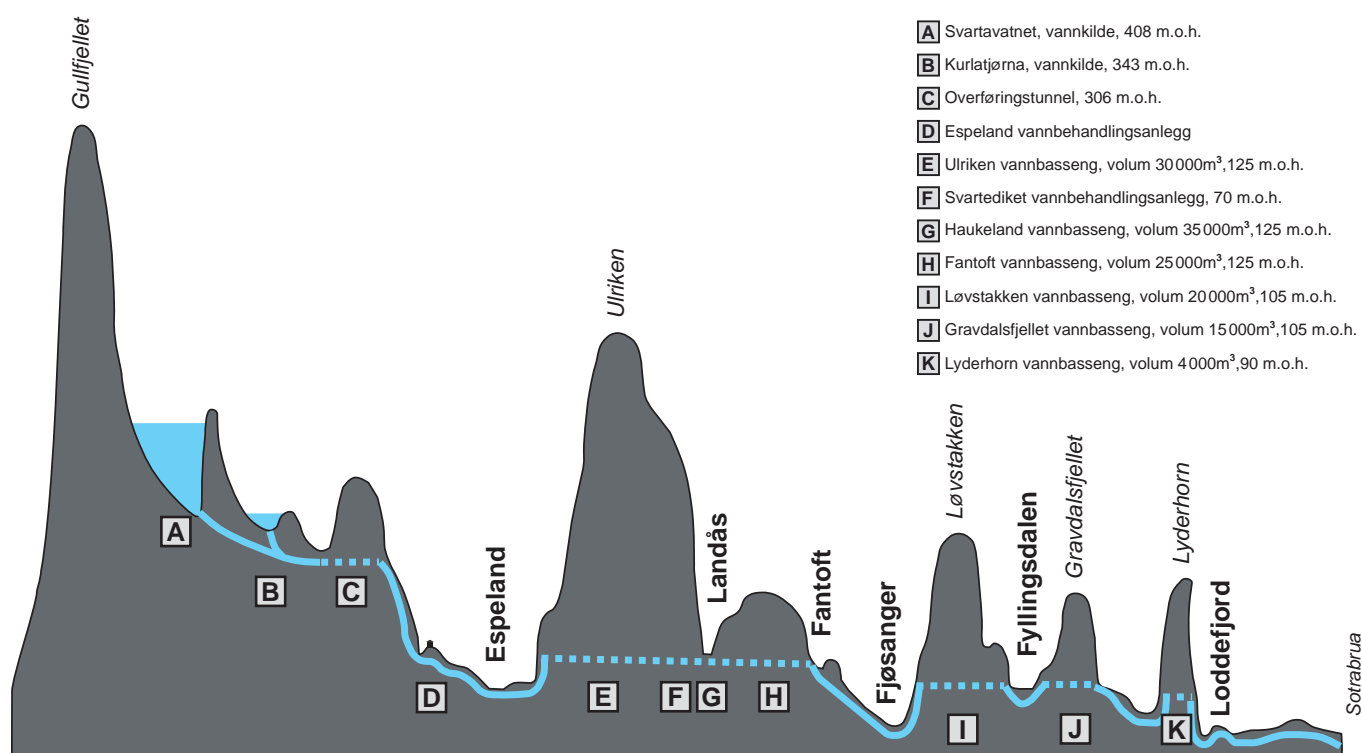 Gullfjellet
A Svartavatnet, vannkilde, 408 m.o.h.
B Kurlatjørna, vannkilde, 343 m.o.h.
C Overføringstunnel, 306 m.o.h.
D Espeland vannbehandlingsanlegg
E Ulriken vannbasseng, volum 30 000m³,125 m.o.h.
F Svartediket vannbehandlingsanlegg, 70 m.o.h.
G Haukeland vannbasseng, volum 35 000m³,125 m.o.h.
H Fantoft vannbasseng, volum 25 000m³,125 m.o.h.
I Løvstakken vannbasseng, volum 20 000m³,105 m.o.h.
J Gravdalsfjellet vannbasseng, volum 15 000m³,105 m.o.h.
K Lyderhorn vannbasseng, volum 4 000m³,90 m.o.h.
Ulriken
Løvstakken
Gravdalsfjellet
Lyderhorn
Espeland
Landås
Fantoft
Fjøsanger
Fyllingsdalen
Loddefjord
Sotrabrua
A
B
C
D
E
F
G
H
I
J
K